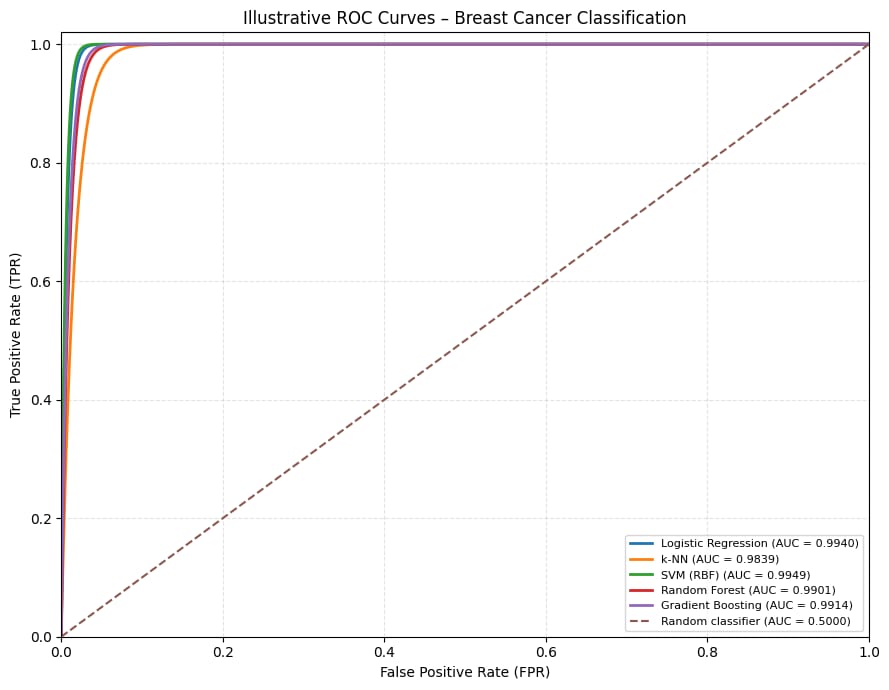 Illustrative ROC Curves – Breast Cancer Classification
True Positive Rate (TPR)
1.0
0.8
0.6
0.4
0.2
0.0
0.0 0.2 0.4 0.6 0.8 1.0
False Positive Rate (FPR)
Logistic Regression (AUC = 0.9940)
k-NN (AUC = 0.9839)
SVM (RBF) (AUC = 0.9949)
Random Forest (AUC = 0.9901)
Gradient Boosting (AUC = 0.9914)
Random classifier (AUC = 0.5000)